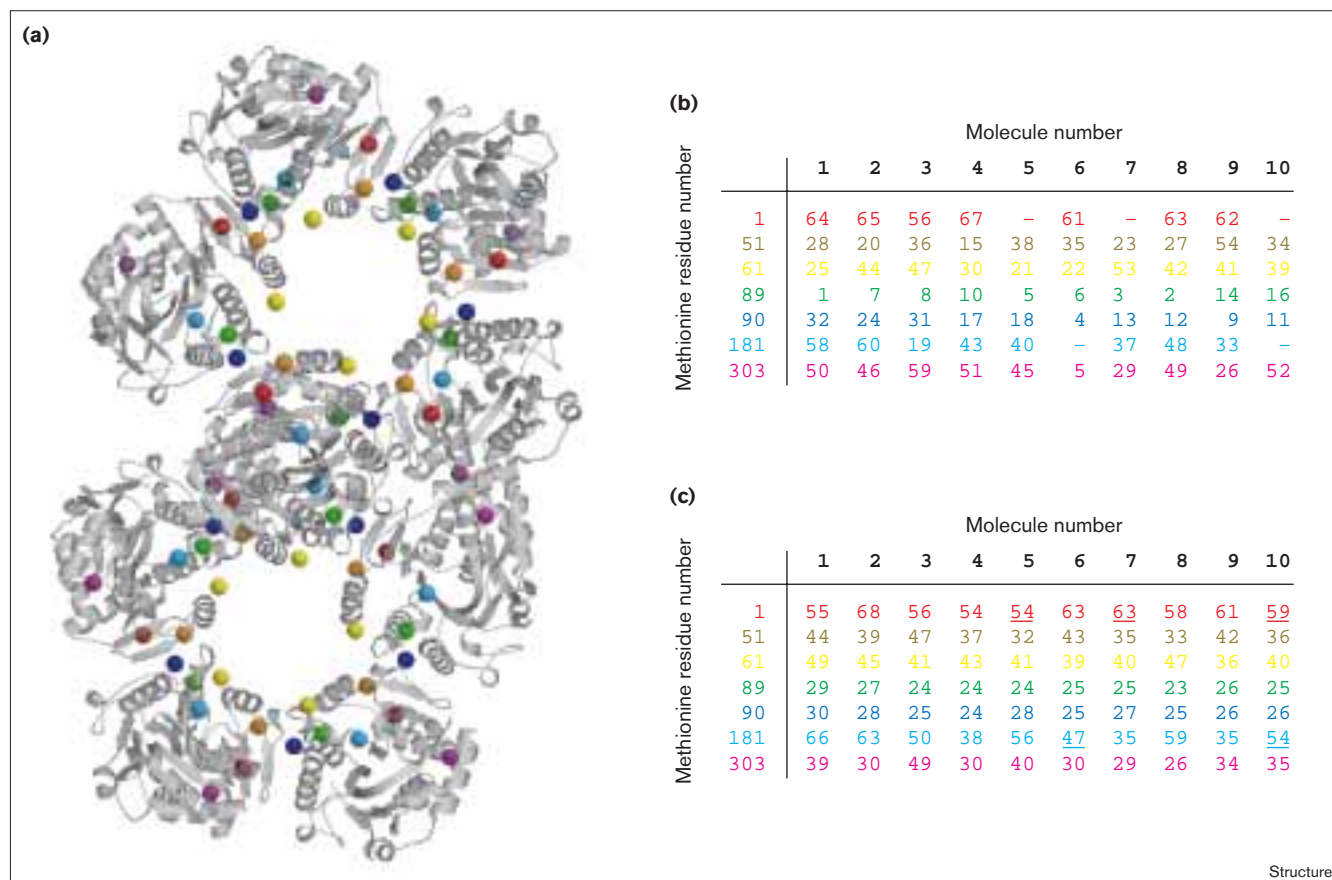 (a)
(b)
Molecule number
Methionine residue number
1 2 3 4 5 6 7 8 9 10
1 64 65 56 67 – 61 – 63 62 –
51 28 20 36 15 38 35 23 27 54 34
61 25 44 47 30 21 22 53 42 41 39
89 1 7 8 10 5 6 3 2 14 16
90 32 24 31 17 18 4 13 12 9 11
181 58 60 19 43 40 – 37 48 33 –
303 50 46 59 51 45 5 29 49 26 52
(c)
Molecule number
Methionine residue number
1 2 3 4 5 6 7 8 9 10
1 55 68 56 54 54 63 63 58 61 59
51 44 39 47 37 32 43 35 33 42 36
61 49 45 41 43 41 39 40 47 36 40
89 29 27 24 24 24 25 25 23 26 25
90 30 28 25 24 28 25 27 25 26 26
181 66 63 50 38 56 47 35 59 35 54
303 39 30 49 30 40 30 29 26 34 35
Structure